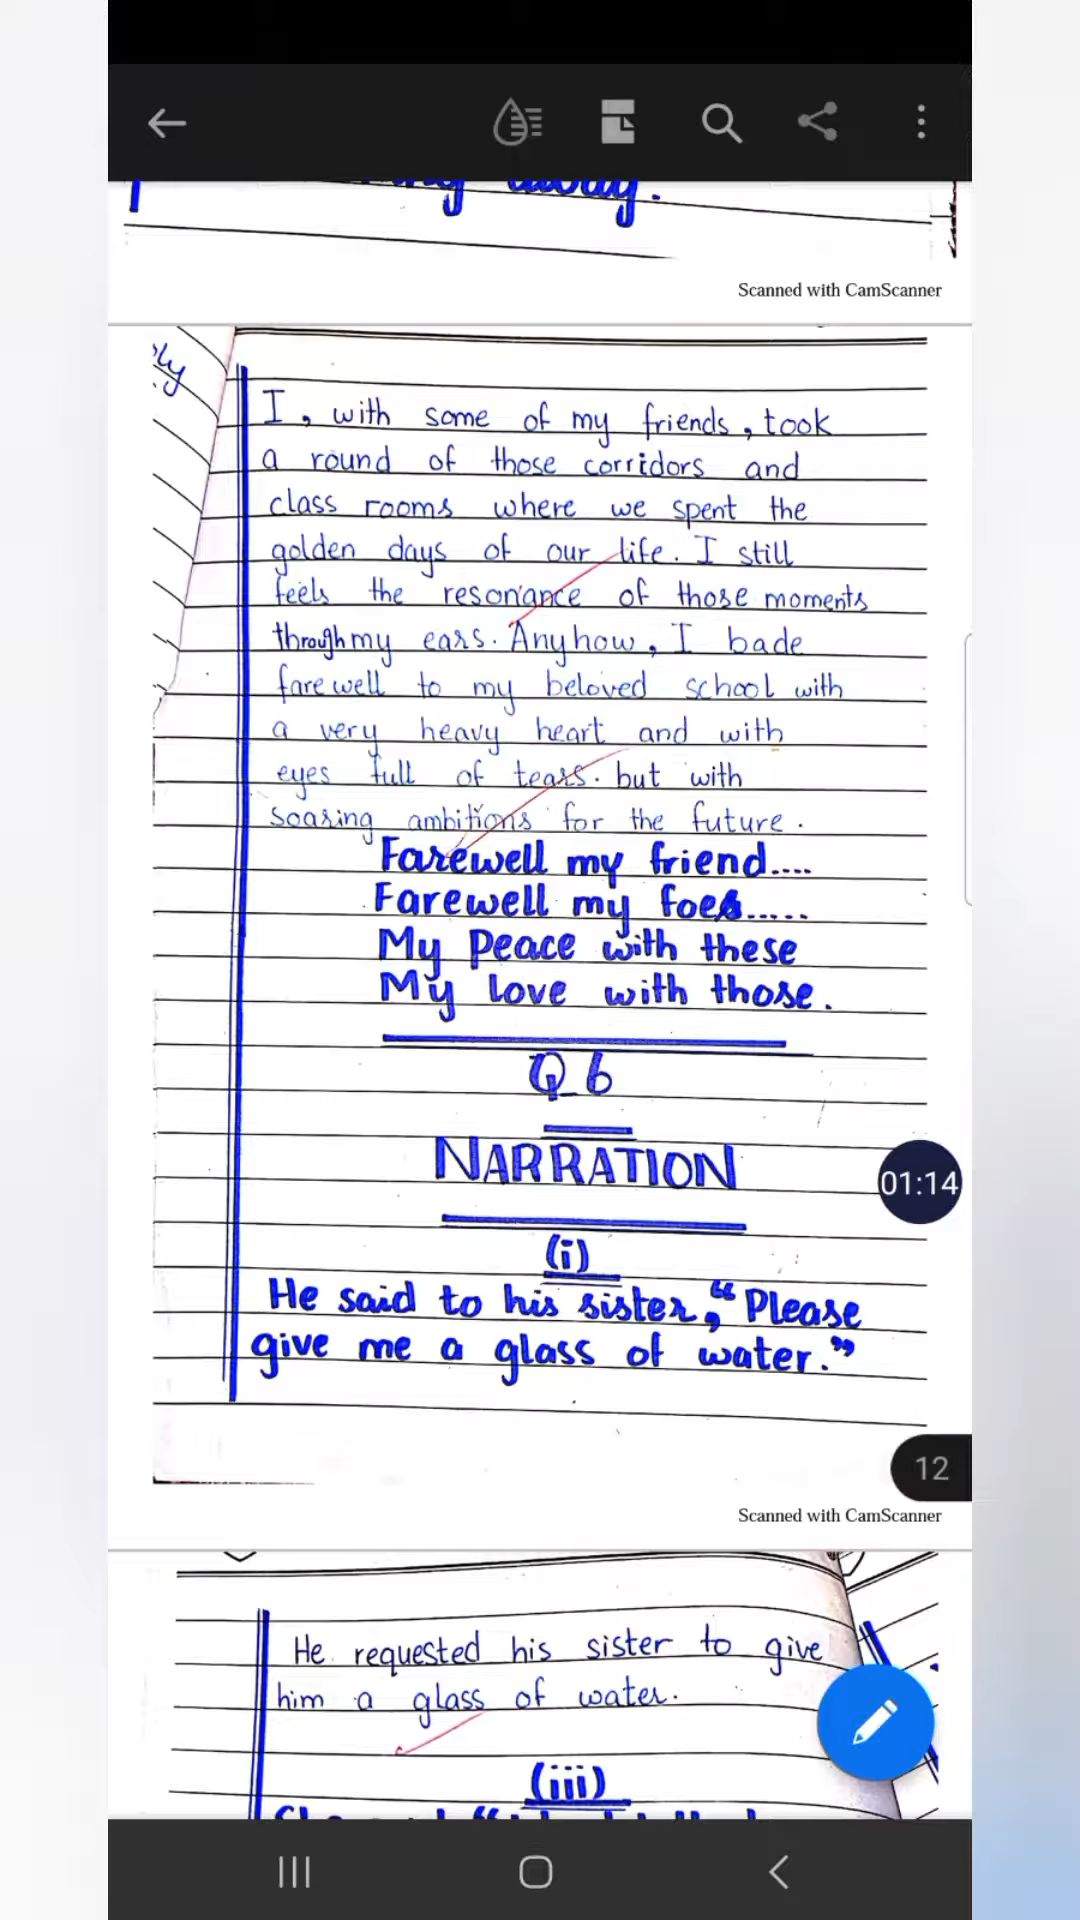 away.
Scanned with CamScanner
I, with some of my friends, took
a round of those corridors and
class rooms where we spent the
golden days of our life. I still
feels the resonance of those moments
through my ears. Anyhow, I bade
farewell to my beloved school with
a very heavy heart and with
eyes full of tears. but with
soaring ambitions for the future.
Farewell my friend....
Farewell my foes.....
My Peace with these
My love with those.
Q 6
NARRATION
01:14
(i)
He said to his sister, "Please
give me a glass of water."
12
Scanned with CamScanner
He requested his sister to give
him a glass of water.
(iii)